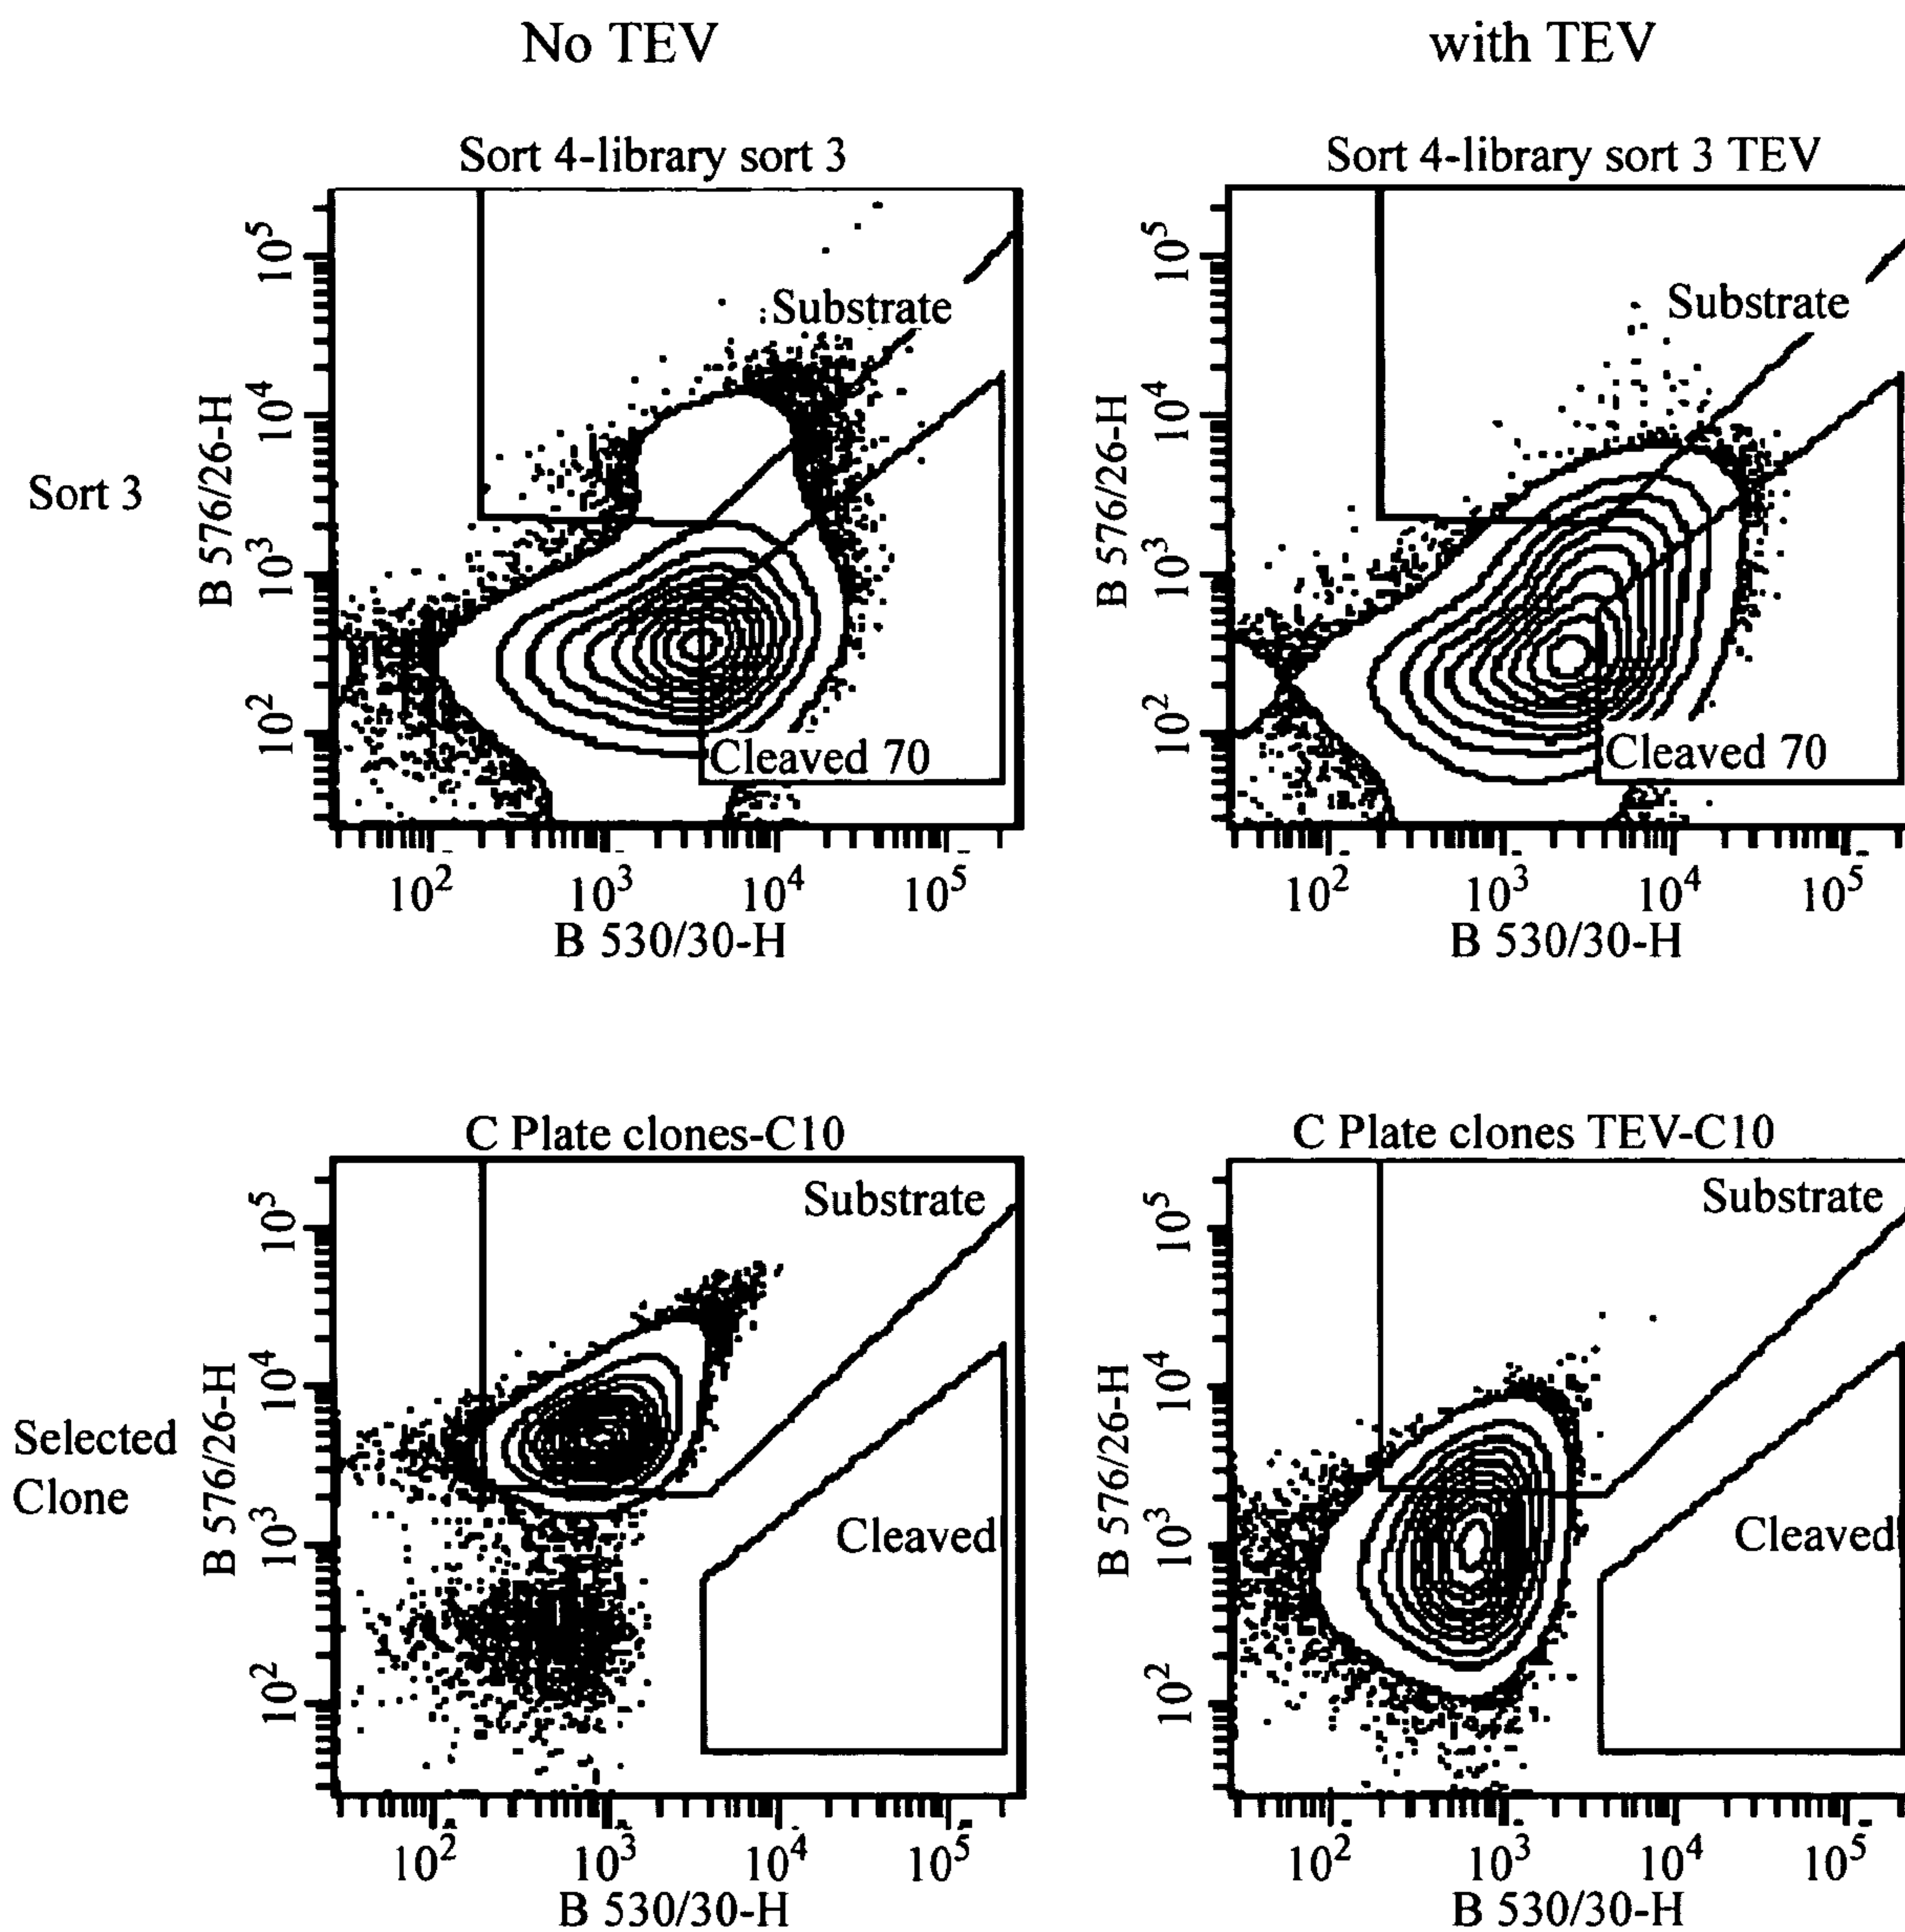 No TEV
with TEV
Sort 4-library sort 3
Sort 4-library sort 3 TEV
Sort 3
B 576/26-H
10^5
10^4
10^3
10^2
Substrate
Cleaved 70
10^2
10^3
10^4
10^5
B 530/30-H
B 576/26-H
10^5
10^4
10^3
10^2
Substrate
Cleaved 70
10^2
10^3
10^4
10^5
B 530/30-H
C Plate clones-C10
C Plate clones TEV-C10
Selected
Clone
B 576/26-H
10^5
10^4
10^3
10^2
Substrate
Cleaved
10^2
10^3
10^4
10^5
B 530/30-H
B 576/26-H
10^5
10^4
10^3
10^2
Substrate
Cleaved
10^2
10^3
10^4
10^5
B 530/30-H